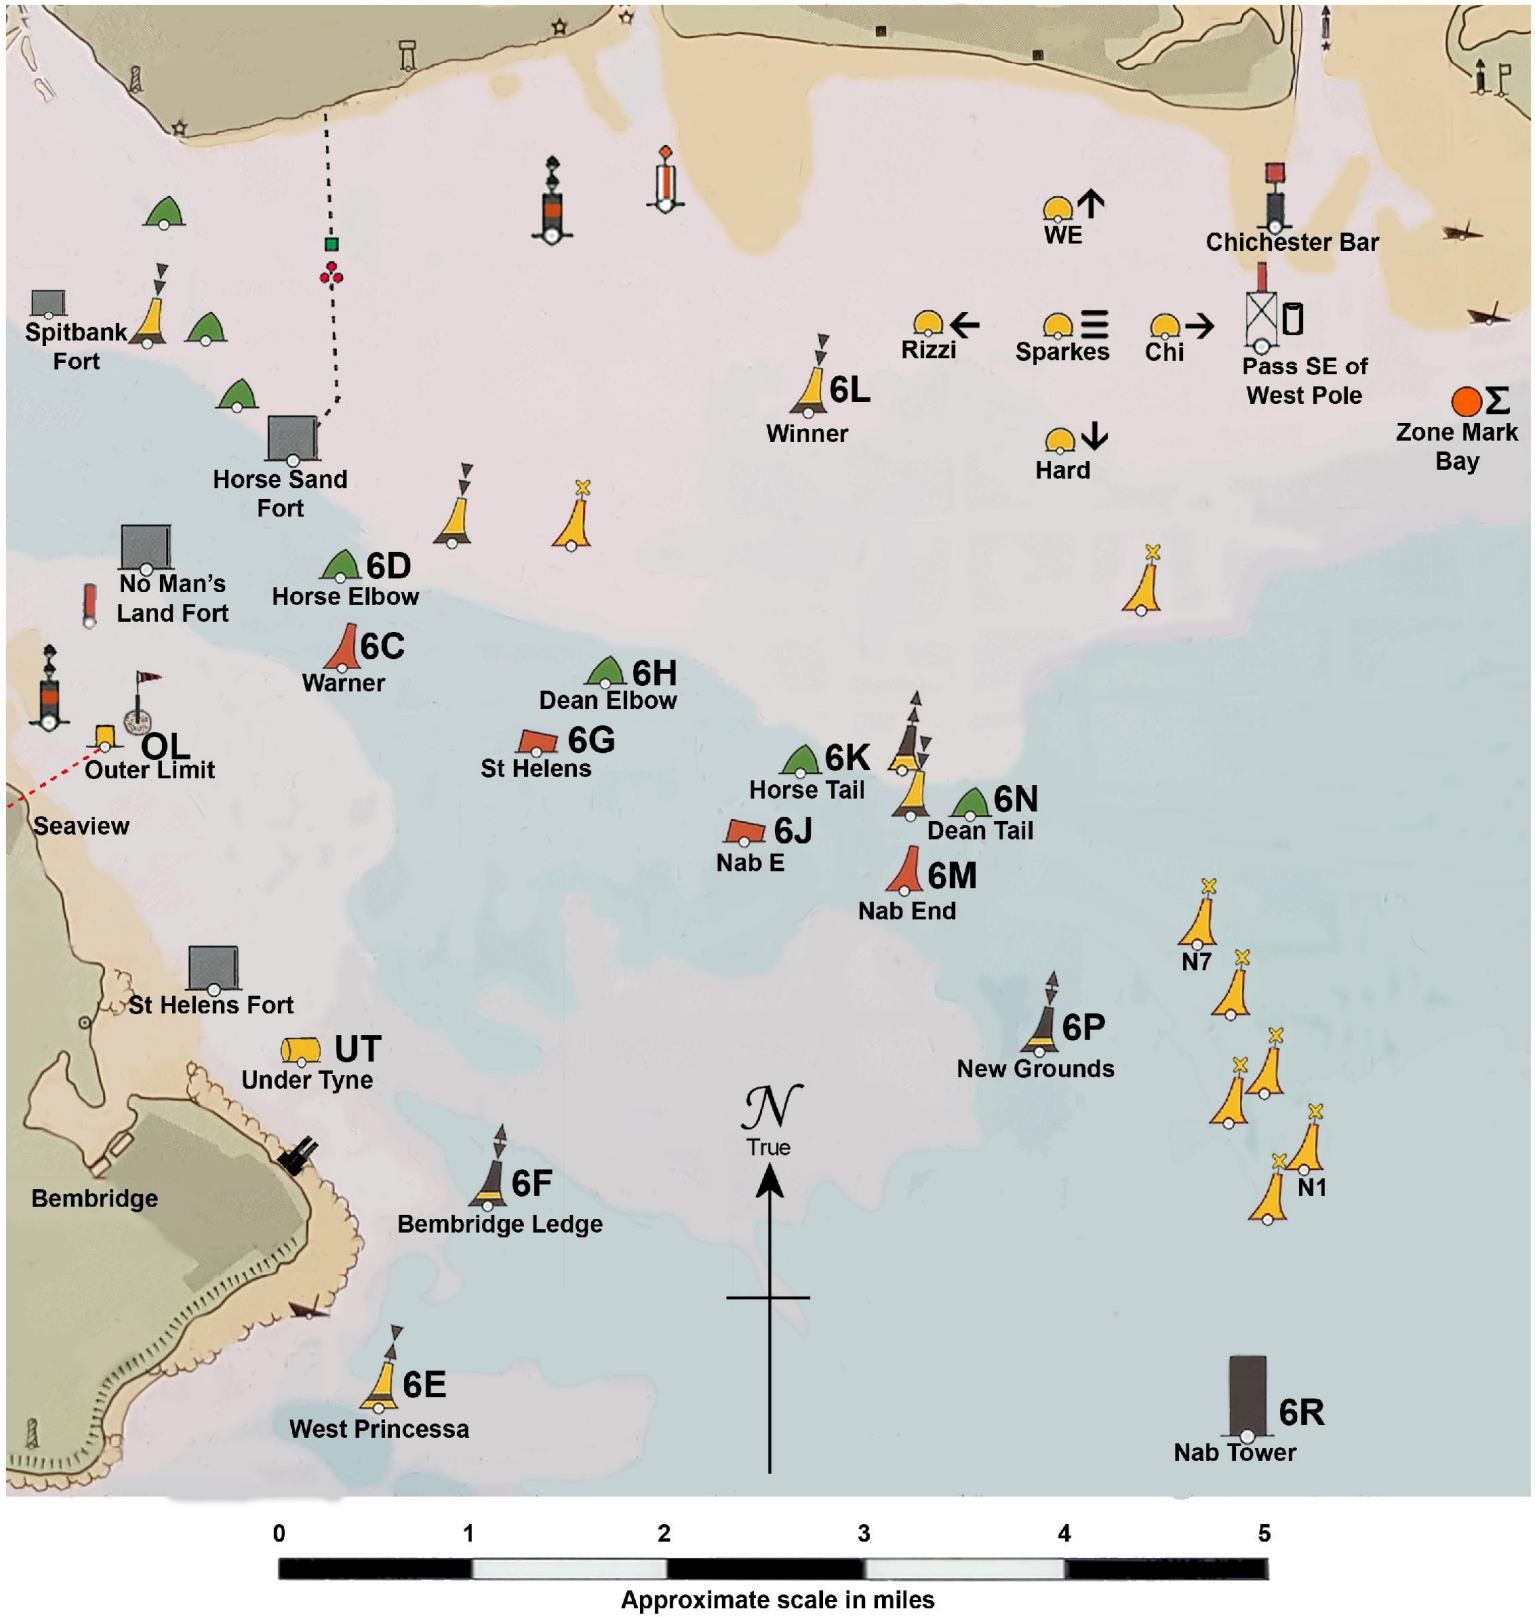 WE
Chichester Bar
Spitbank
Fort
Rizzi
Sparkes
Chi
Pass SE of
West Pole
6L
Winner
Σ
Zone Mark
Bay
Hard
Horse Sand
Fort
No Man's
Land Fort
6D
Horse Elbow
6C
Warner
6H
Dean Elbow
6G
St Helens
OL
Outer Limit
6K
Horse Tail
6N
Dean Tail
6J
Nab E
Seaview
6M
Nab End
N7
St Helens Fort
6P
New Grounds
UT
Under Tyne
N
True
Bembridge
6F
Bembridge Ledge
N1
6E
West Princessa
6R
Nab Tower
0 1 2 3 4 5
Approximate scale in miles